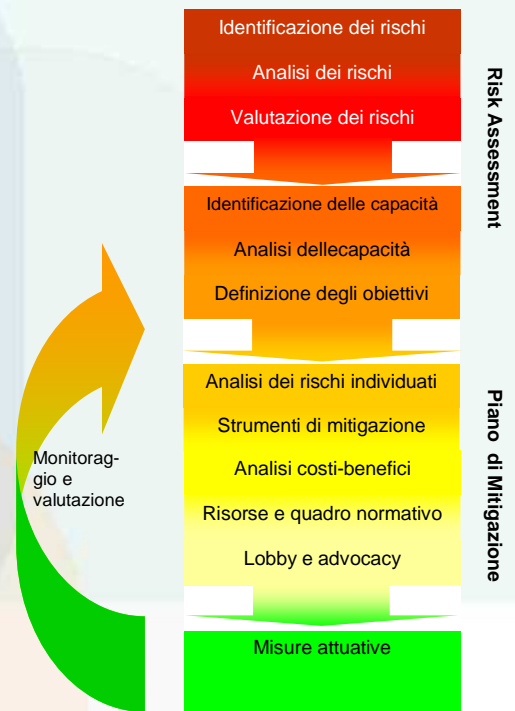 Identificazione dei rischi
Analisi dei rischi
Valutazione dei rischi
Risk Assessment
Identificazione delle capacità
Analisi dellecapacità
Definizione degli obiettivi
Analisi dei rischi individuati
Strumenti di mitigazione
Analisi costi-benefici
Risorse e quadro normativo
Lobby e advocacy
Piano di Mitigazione
Monitorag-
gio e
valutazione
Misure attuative